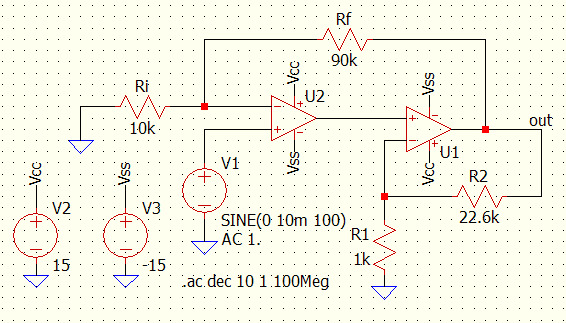 Rf
90k
Vcc
Vss
Ri
10k
U2
out
U1
Vss
Vcc
V1
R2
22.6k
Vcc
Vss
V2
V3
SINE(0 10m 100)
AC 1.
R1
1k
15
-15
.ac dec 10 1 100Meg